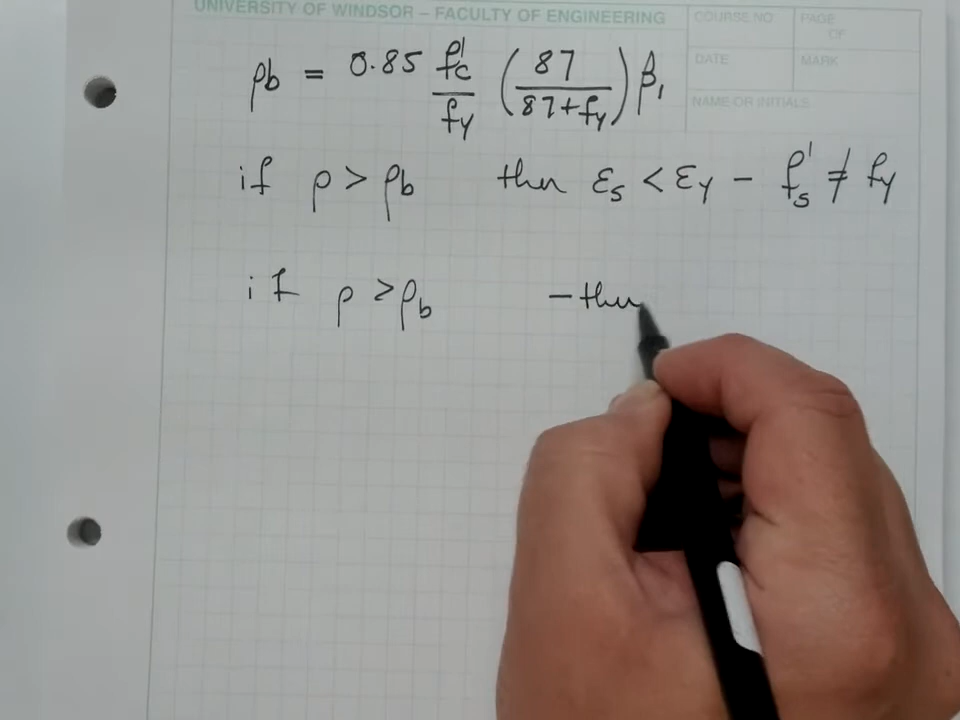 UNIVERSITY OF WINDSOR – FACULTY OF ENGINEERING
COURSE NO
PAGE
OF
DATE
MARK
NAME OR INITIALS
ρb = 0.85 f'c/fy (87/(87+fy)) β1
if ρ > ρb then εs < εy - f's ≠ fy
if ρ > ρb - then